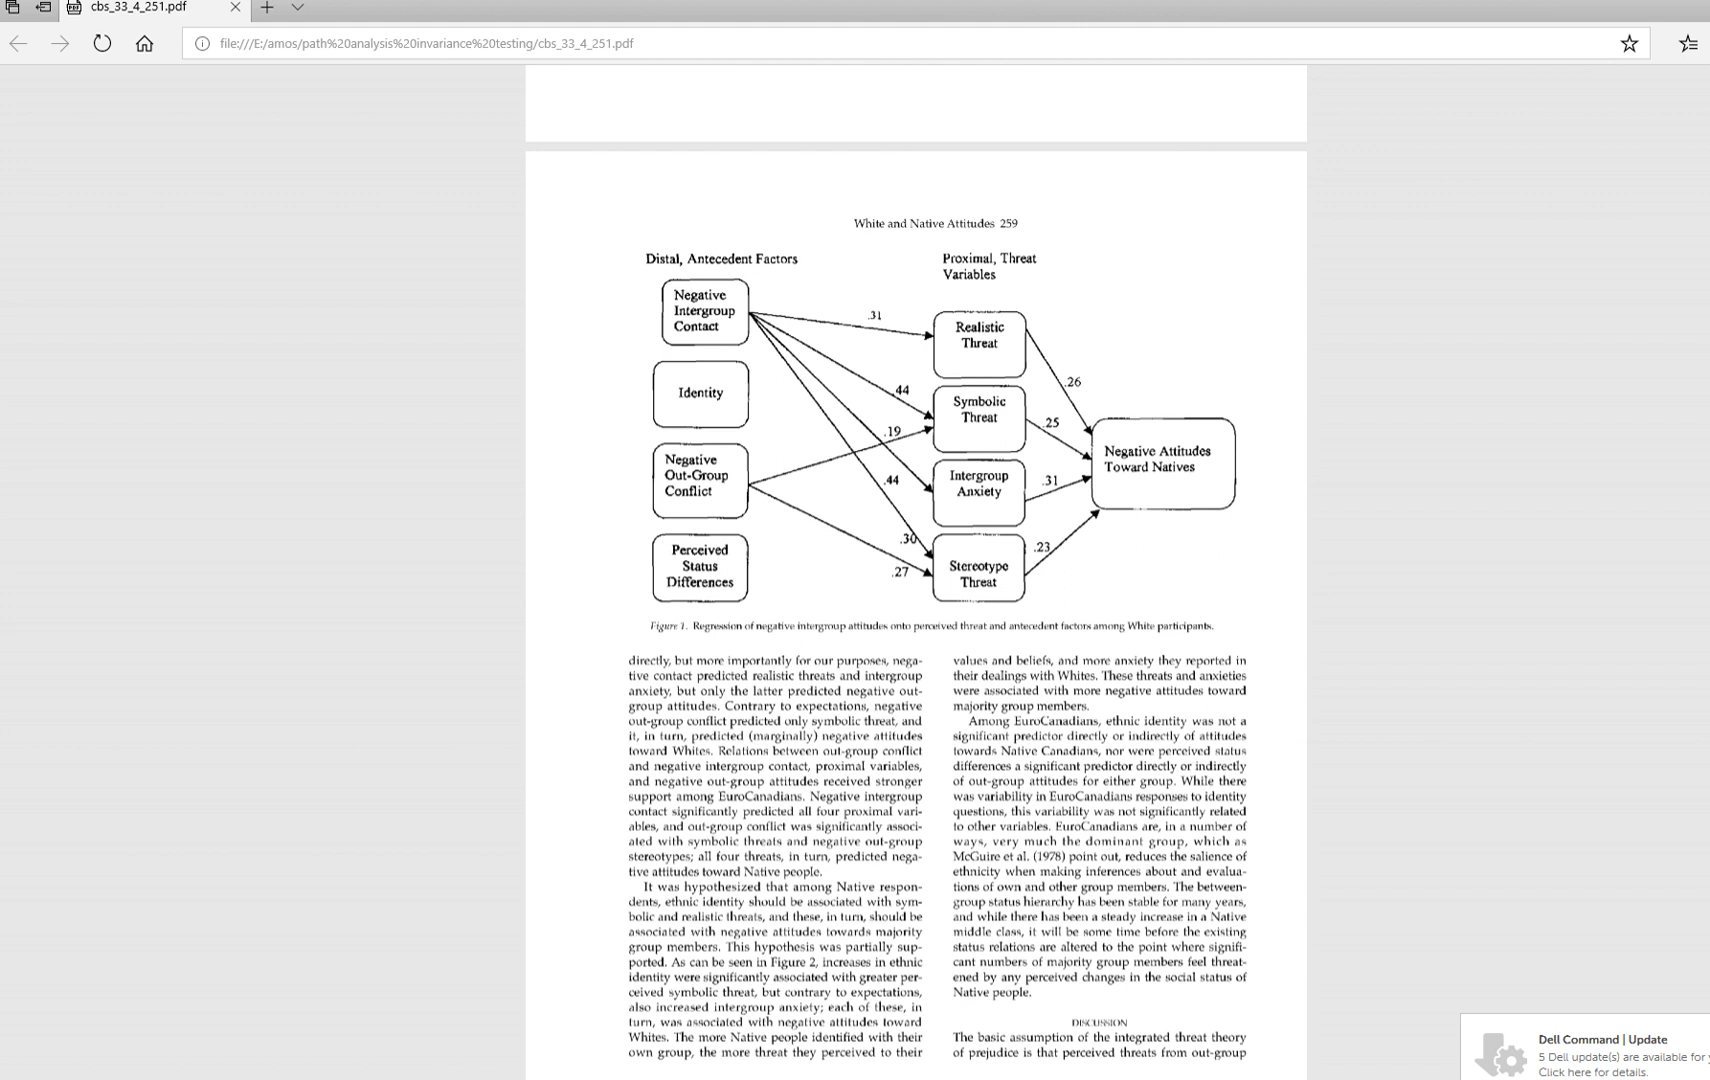 cbs_33_4_251.pdf
file:///E:/amos/path%20analysis%20invariance%20testing/cbs_33_4_251.pdf
White and Native Attitudes 259
Distal, Antecedent Factors
Proximal, Threat
Variables
Negative
Intergroup
Contact
Identity
Negative
Out-Group
Conflict
Perceived
Status
Differences
.31
.44
.19
.44
.30
.27
Realistic
Threat
Symbolic
Threat
Intergroup
Anxiety
Stereotype
Threat
.26
.25
.31
.23
Negative Attitudes
Toward Natives
Figure 1. Regression of negative intergroup attitudes onto perceived threat and antecedent factors among White participants.
directly, but more importantly for our purposes, nega-
tive contact predicted realistic threats and intergroup
anxiety, but only the latter predicted negative out-
group attitudes. Contrary to expectations, negative
out-group conflict predicted only symbolic threat, and
it, in turn, predicted (marginally) negative attitudes
toward Whites. Relations between out-group conflict
and negative intergroup contact, proximal variables,
and negative out-group attitudes received stronger
support among EuroCanadians. Negative intergroup
contact significantly predicted all four proximal vari-
ables, and out-group conflict was significantly associ-
ated with symbolic threats and negative out-group
stereotypes; all four threats, in turn, predicted nega-
tive attitudes toward Native people.
It was hypothesized that among Native respon-
dents, ethnic identity should be associated with sym-
bolic and realistic threats, and these, in turn, should be
associated with negative attitudes towards majority
group members. This hypothesis was partially sup-
ported. As can be seen in Figure 2, increases in ethnic
identity were significantly associated with greater per-
ceived symbolic threat, but contrary to expectations,
also increased intergroup anxiety; each of these, in
turn, was associated with negative attitudes toward
Whites. The more Native people identified with their
own group, the more threat they perceived to their
values and beliefs, and more anxiety they reported in
their dealings with Whites. These threats and anxieties
were associated with more negative attitudes toward
majority group members.
Among EuroCanadians, ethnic identity was not a
significant predictor directly or indirectly of attitudes
towards Native Canadians, nor were perceived status
differences a significant predictor directly or indirectly
of out-group attitudes for either group. While there
was variability in EuroCanadians responses to identity
questions, this variability was not significantly related
to other variables. EuroCanadians are, in a number of
ways, very much the dominant group, which as
McGuire et al. (1978) point out, reduces the salience of
ethnicity when making inferences about and evalua-
tions of own and other group members. The between-
group status hierarchy has been stable for many years,
and while there has been a steady increase in a Native
middle class, it will be some time before the existing
status relations are altered to the point where signifi-
cant numbers of majority group members feel threat-
ened by any perceived changes in the social status of
Native people.
DISCUSSION
The basic assumption of the integrated threat theory
of prejudice is that perceived threats from out-group
Dell Command | Update
5 Dell update(s) are available for
Click here for details.